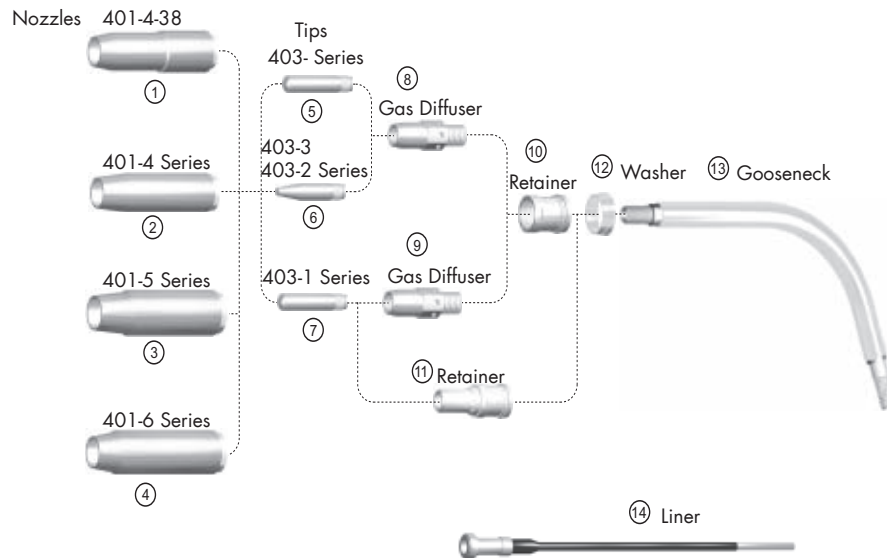 Nozzles 401-4-38
1
401-4 Series
2
401-5 Series
3
401-6 Series
4
Tips
403- Series
5
403-3
403-2 Series
6
403-1 Series
7
8
Gas Diffuser
9
Gas Diffuser
10
Retainer
11 Retainer
12 Washer
13 Gooseneck
14 Liner